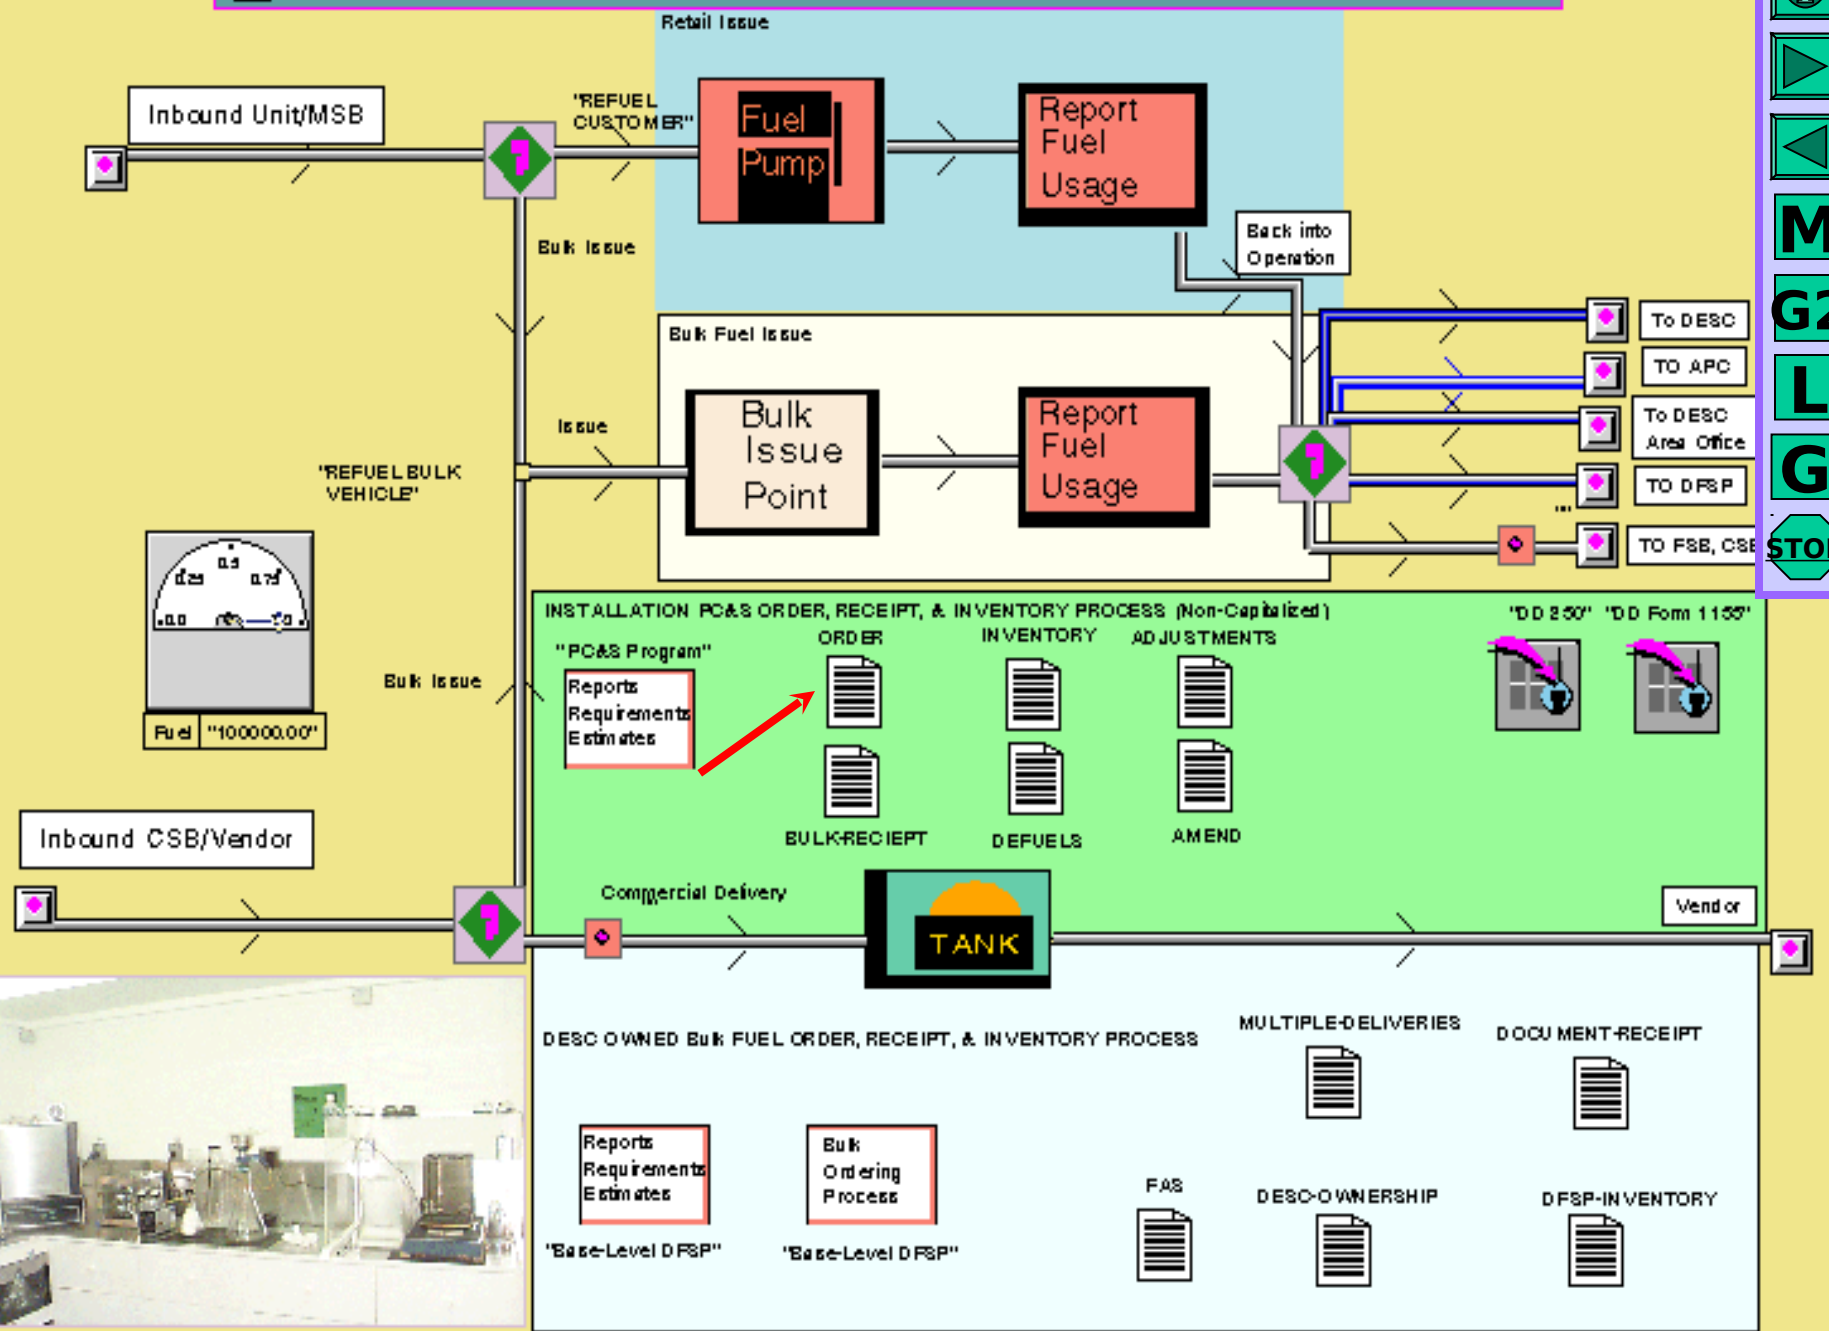 Retail Issue
Inbound Unit/MSB
"REFUEL
CUSTOMER"
Fuel
Pump
Report
Fuel
Usage
Bulk Issue
Back into
Operation
Bulk Fuel Issue
To DESC
TO APC
To DESC
Area Office
TO DFSP
TO FSB, CSB
Issue
Bulk
Issue
Point
Report
Fuel
Usage
"REFUEL BULK
VEHICLE"
0.0
0.25
0.5
0.75
Fuel "100000.00"
Bulk Issue
INSTALLATION PC&S ORDER, RECEIPT, & INVENTORY PROCESS (Non-Capitalized)
"DD 250" "DD Form 1155"
"PC&S Program"
ORDER
INVENTORY
ADJUSTMENTS
Reports
Requirements
Estimates
BULK-RECIEPT
DEFUELS
AMEND
Inbound CSB/Vendor
Commercial Delivery
TANK
Vendor
DESC OWNED Bulk FUEL ORDER, RECEIPT, & INVENTORY PROCESS
MULTIPLE-DELIVERIES
DOCUMENT-RECEIPT
Reports
Requirements
Estimates
"Base-Level DFSP"
Bulk
Ordering
Process
"Base-Level DFSP"
FAS
DESC-OWNERSHIP
DFSP-INVENTORY
M
G2
L
G